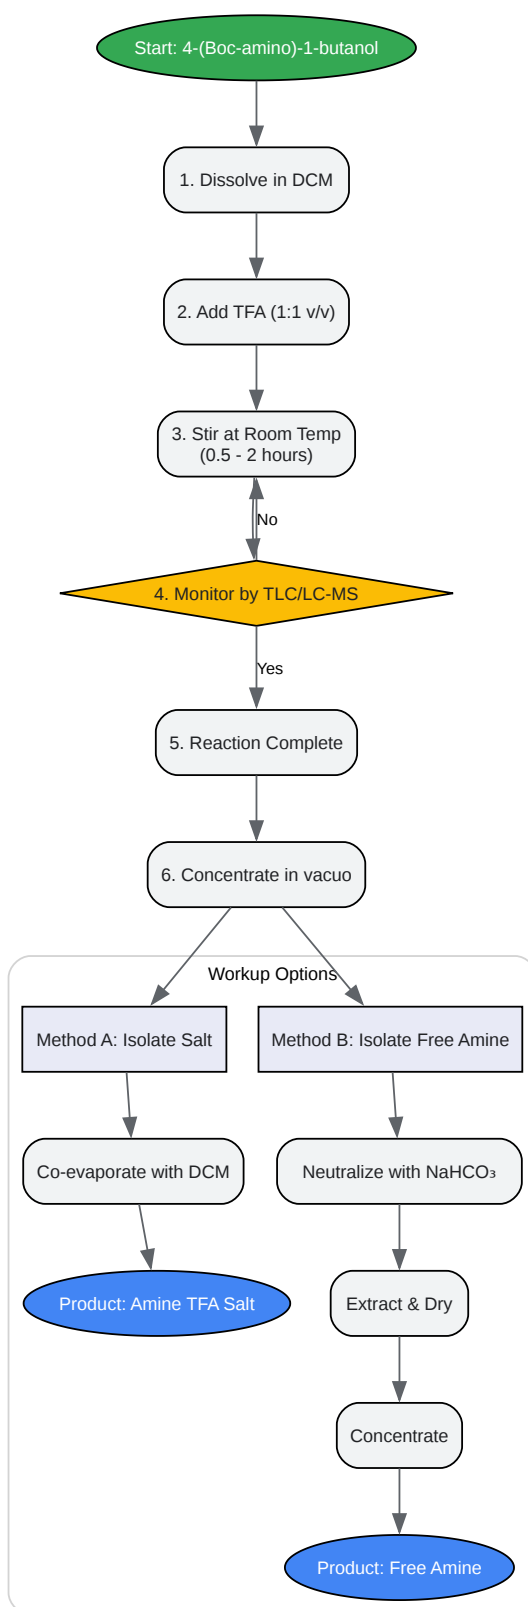 Start: 4-(Boc-amino)-1-butanol
1. Dissolve in DCM
2. Add TFA (1:1 v/v)
3. Stir at Room Temp
(0.5 - 2 hours)
No
4. Monitor by TLC/LC-MS
Yes
5. Reaction Complete
6. Concentrate in vacuo
Workup Options
Method A: Isolate Salt
Method B: Isolate Free Amine
Co-evaporate with DCM
Neutralize with NaHCO₃
Product: Amine TFA Salt
Extract & Dry
Concentrate
Product: Free Amine